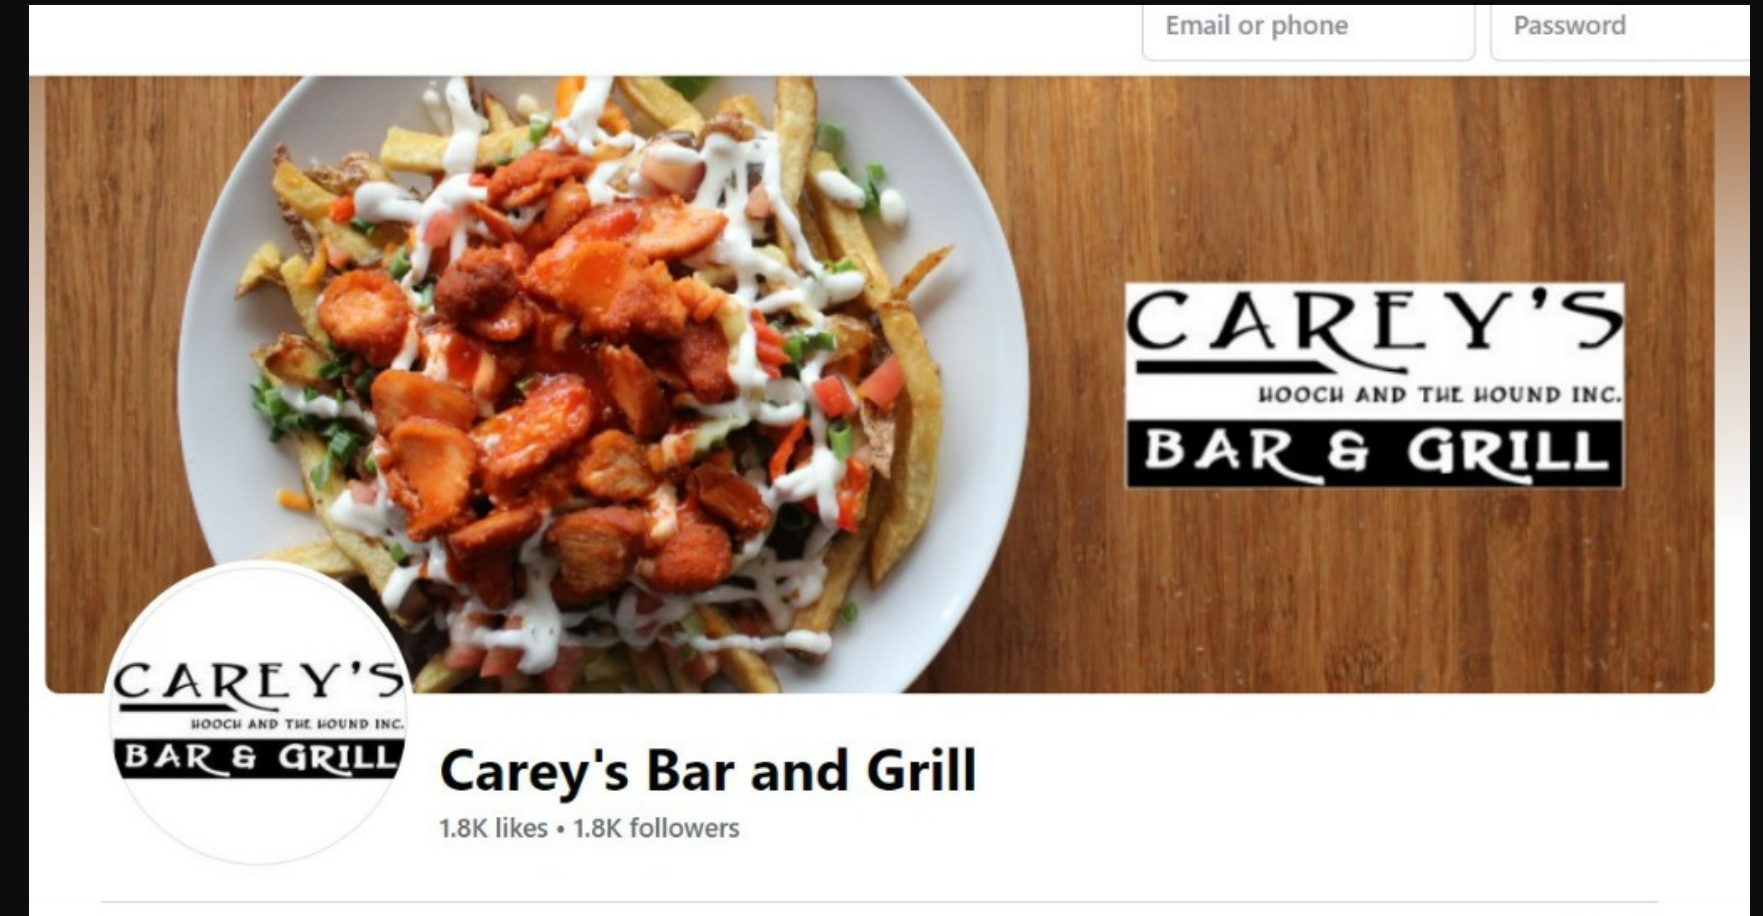 Email or phone
Password
CAREY'S
HOOCH AND THE HOUND INC.
BAR & GRILL
CAREY'S
HOOCH AND THE HOUND INC.
BAR & GRILL
Carey's Bar and Grill
1.8K likes • 1.8K followers